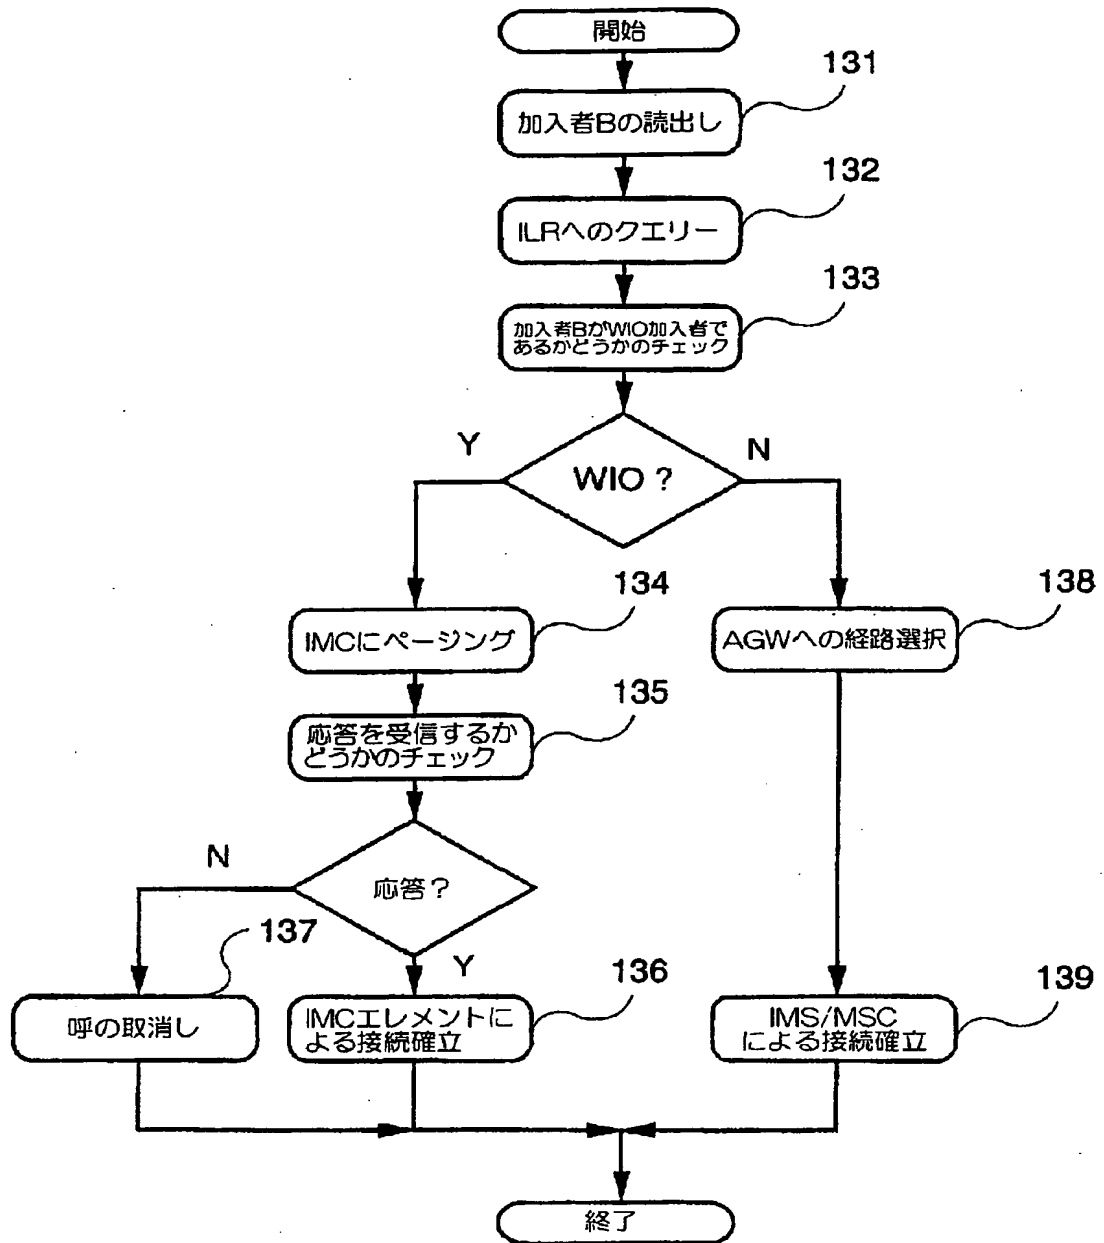 開始
131
加入者Bの読出し
132
ILRへのクエリー
133
加入者BがWIO加入者で
あるかどうかのチェック
Y
N
WIO？
134
138
IMCにページング
AGWへの経路選択
135
応答を受信するか
どうかのチェック
N
応答？
137
Y
136
139
呼の取消し
IMCエレメントに
よる接続確立
IMS/MSC
による接続確立
終了